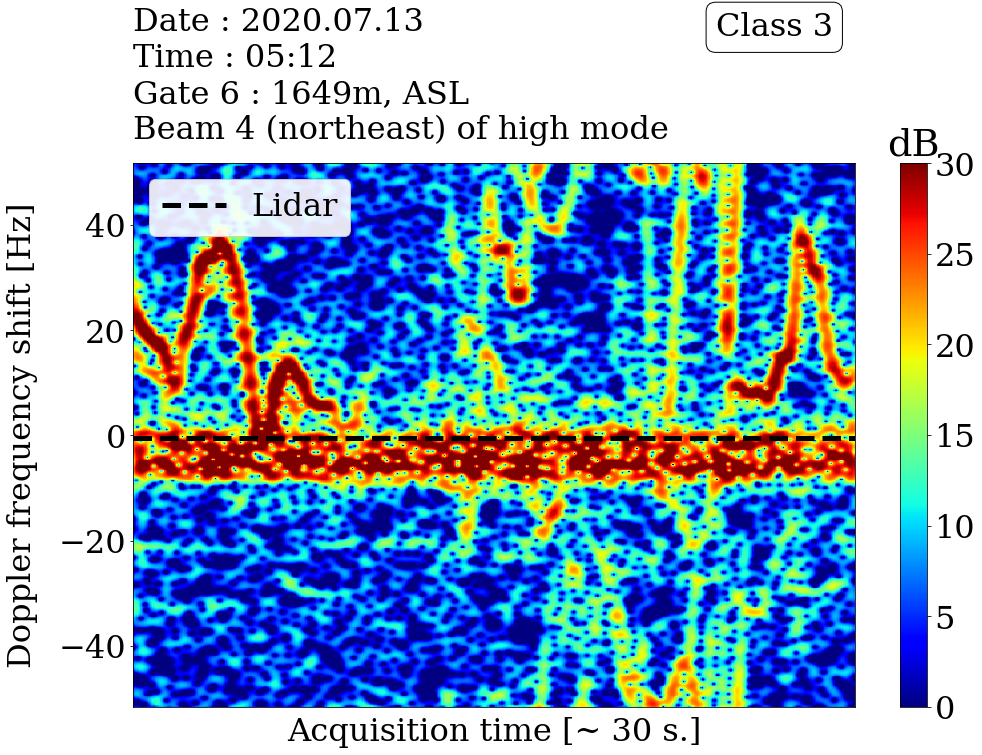 Date : 2020.07.13
Time : 05:12
Gate 6 : 1649m, ASL
Beam 4 (northeast) of high mode
Class 3
dB
Lidar
Doppler frequency shift [Hz]
40
20
0
−20
−40
Acquisition time [~ 30 s.]
30
25
20
15
10
5
0